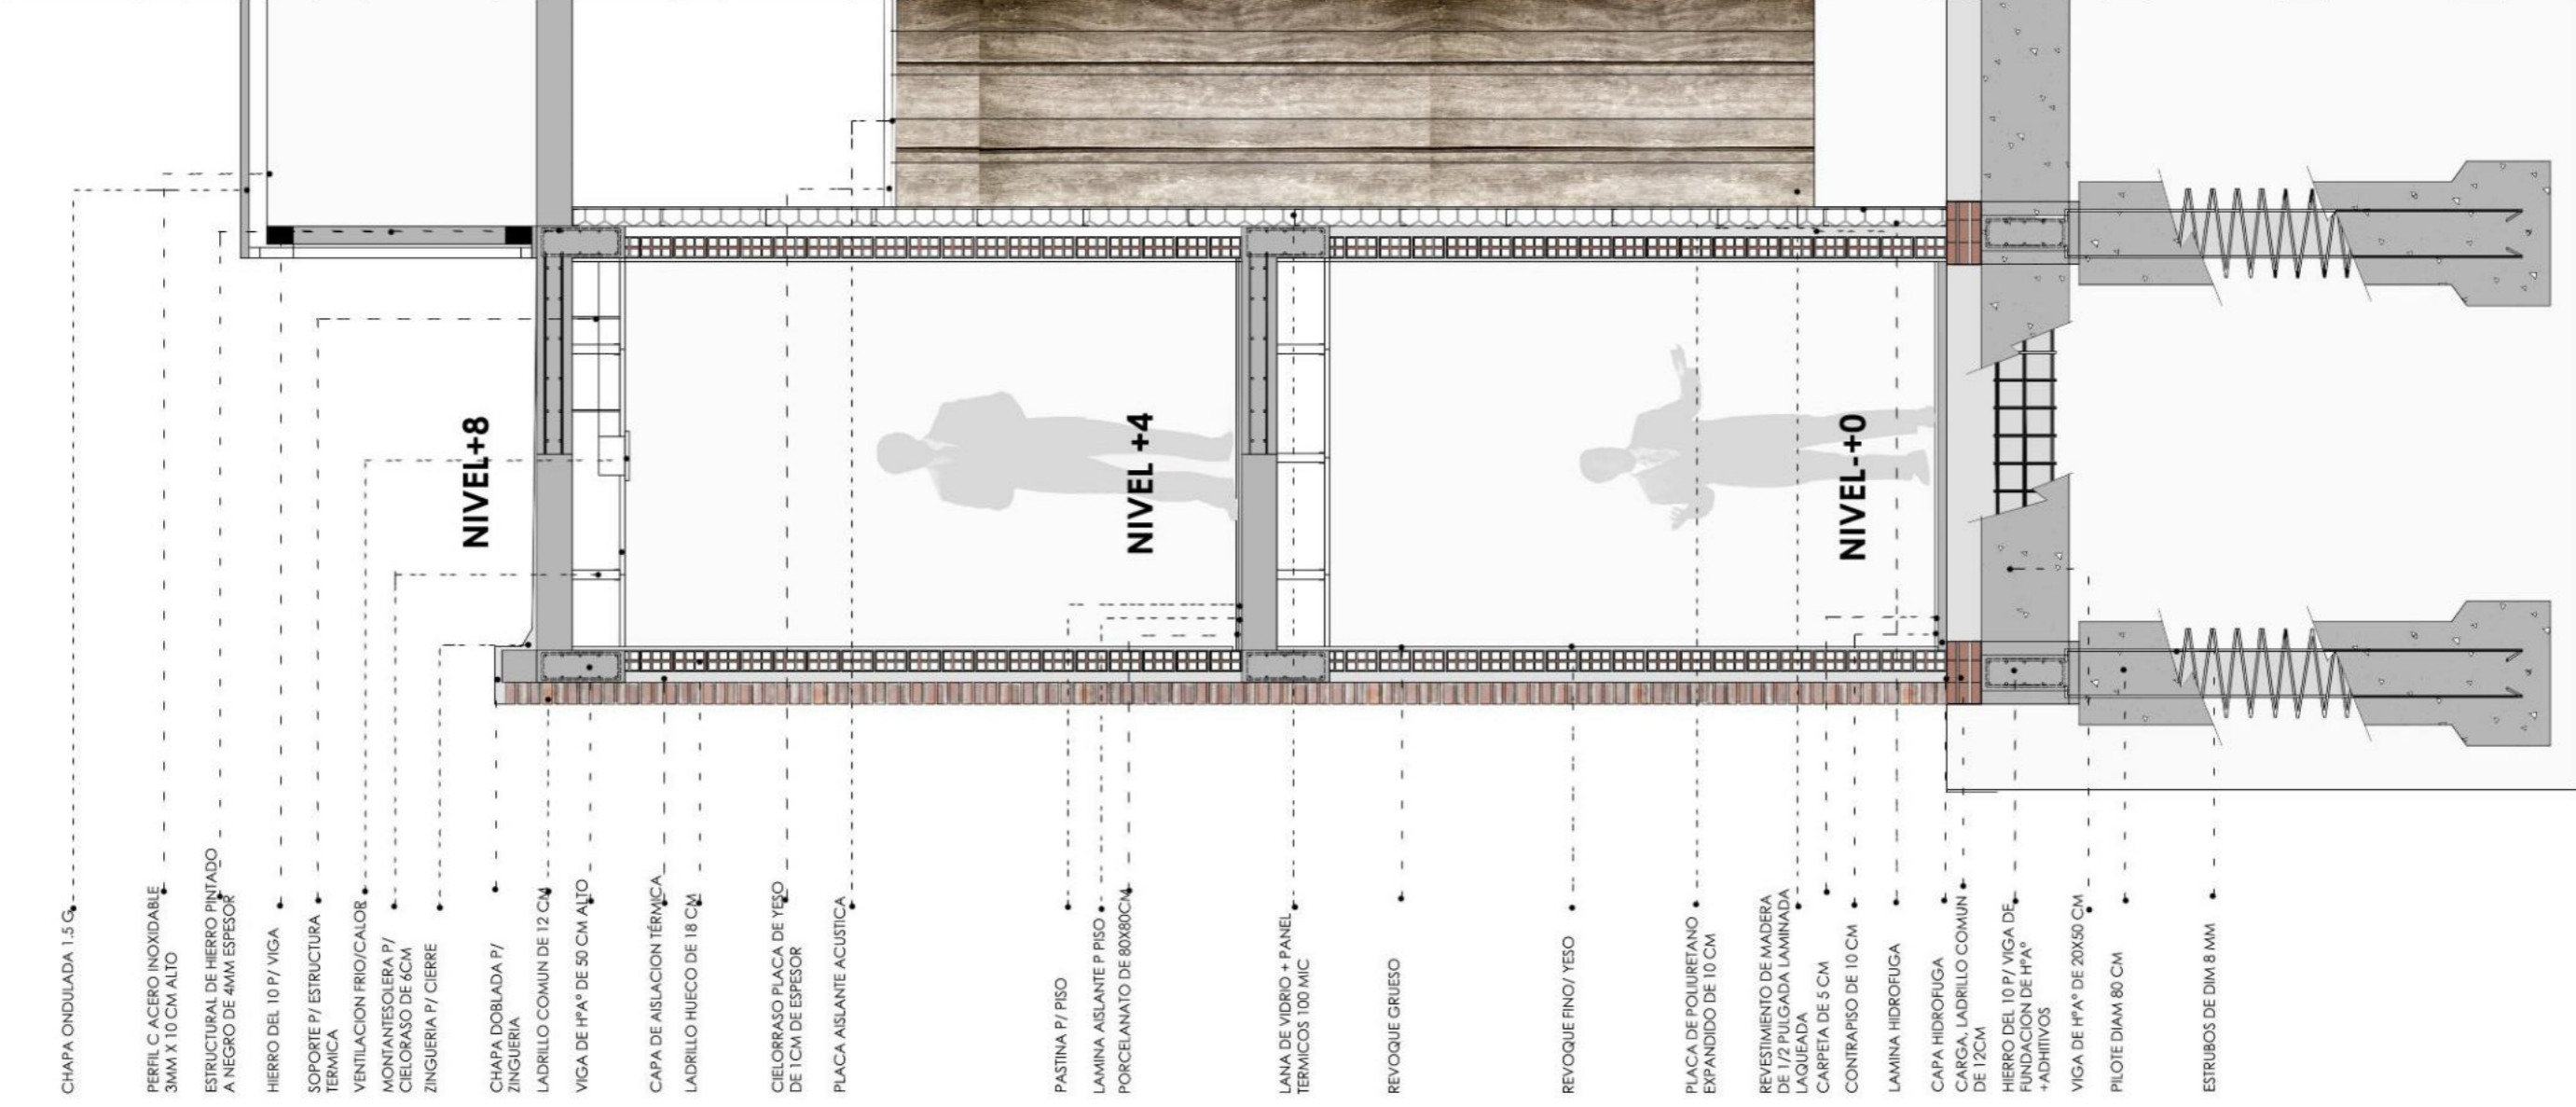 CHAPA ONDULADA 1.5 G
PERFIL C ACERO INOXIDABLE
3MM X 10 CM ALTO
ESTRUCTURAL DE HIERRO PINTADO
A NEGRO DE 4MM ESPESOR
HIERRO DEL 10 P/ VIGA
SOPORTE P/ ESTRUCTURA
TERMICA
VENTILACION FRIO/CALOR
MONTANTESOLERA P/
CIELORASO DE 6CM
ZINGUERIA P/ CIERRE
CHAPA DOBLADA P/
ZINGUERIA
LADRILLO COMUN DE 12 CM
VIGA DE HºAº DE 50 CM ALTO
CAPA DE AISLACION TÉRMICA
LADRILLO HUECO DE 18 CM
CIELORRASO PLACA DE YESO
DE 1CM DE ESPESOR
PLACA AISLANTE ACUSTICA
PASTINA P/ PISO
LAMINA AISLANTE P PISO
PORCELANATO DE 80X80CM
LANA DE VIDRIO + PANEL
TERMICOS 100 MIC
REVOQUE GRUESO
REVOQUE FINO/ YESO
PLACA DE POLIURETANO
EXPANDIDO DE 10 CM
REVESTIMIENTO DE MADERA
DE 1/2 PULGADA LAMINADA
LAQUEADA
CARPETA DE 5 CM
CONTRAPISO DE 10 CM
LAMINA HIDROFUGA
CAPA HIDROFUGA
CARGA, LADRILLO COMUN
DE 12CM
HIERRO DEL 10 P/ VIGA DE
FUNDACION DE HºAº
+ADHITIVOS
VIGA DE HºAº DE 20X50 CM
PILOTE DIAM 80 CM
ESTRUBOS DE DIM 8 MM
NIVEL+8
NIVEL +4
NIVEL-+0